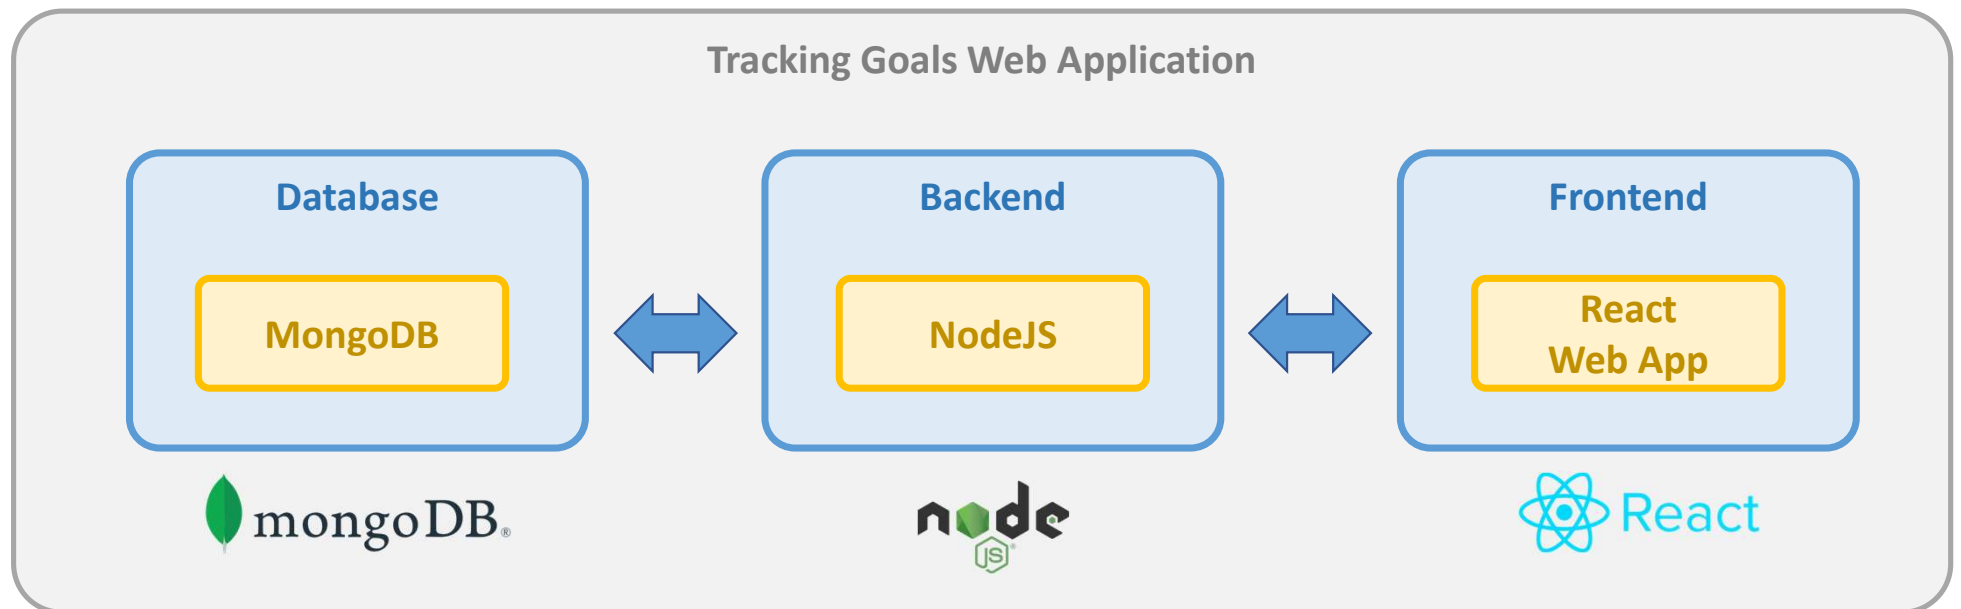 Tracking Goals Web Application
Database
Backend
Frontend
MongoDB
NodeJS
React
Web App
mongoDB®
node
JS®
React